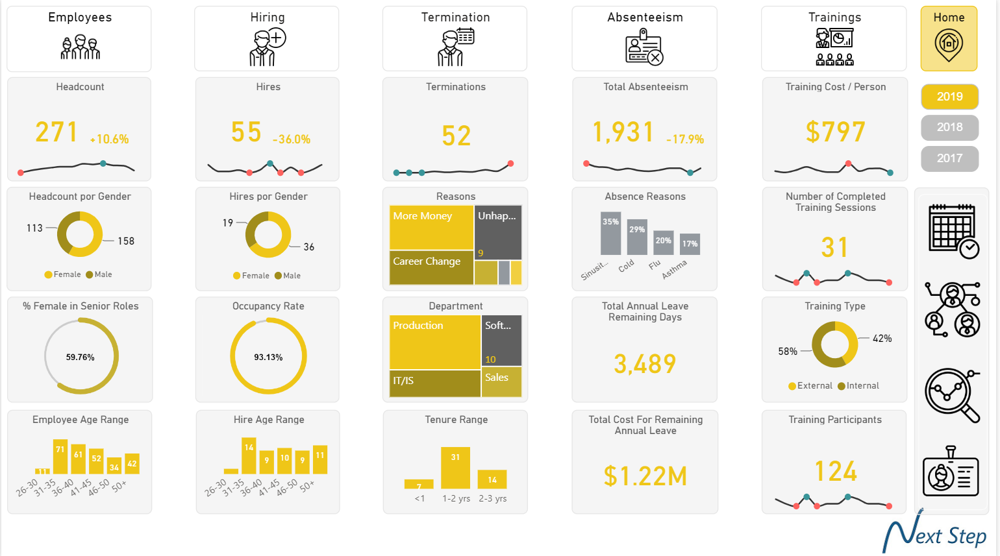 Employees
Hiring
Termination
Absenteeism
Trainings
Home
Headcount
271 +10.6%
Hires
55 -36.0%
Terminations
52
Total Absenteeism
1,931 -17.9%
Training Cost / Person
$797
2019
2018
2017
Headcount por Gender
113
158
Female Male
Hires por Gender
19
36
Female Male
Reasons
More Money
Unhap...
9
Career Change
Absence Reasons
35%
29%
20%
17%
Sinusit...
Cold
Flu
Asthma
Number of Completed
Training Sessions
31
% Female in Senior Roles
59.76%
Occupancy Rate
93.13%
Department
Production
Soft...
10
IT/IS
Sales
Total Annual Leave
Remaining Days
3,489
Training Type
42%
58%
External Internal
Employee Age Range
11
71
61
52
34
42
26-30
31-35
36-40
41-45
46-50
50+
Hire Age Range
14
9
10
9
11
26-30
31-35
36-40
41-45
46-50
50+
Tenure Range
7
31
14
<1
1-2 yrs
2-3 yrs
Total Cost For Remaining
Annual Leave
$1.22M
Training Participants
124
Next Step